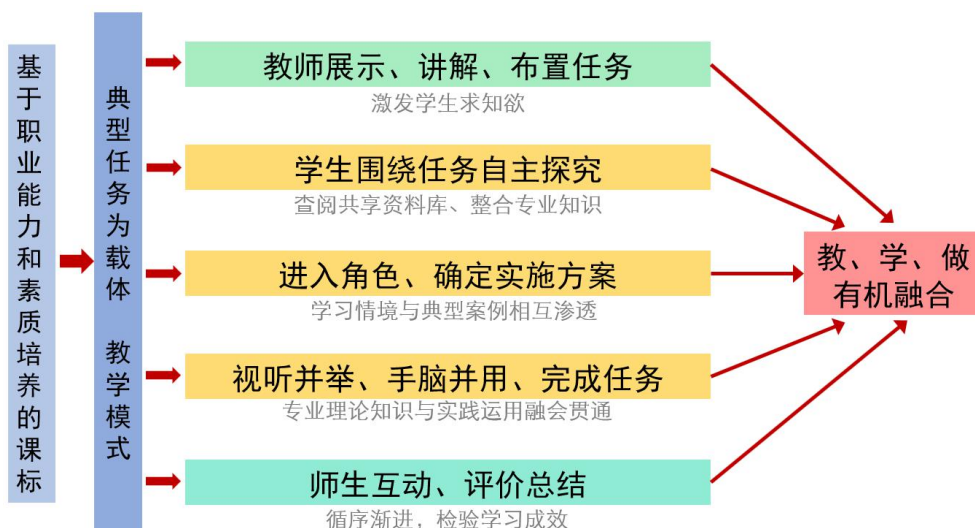 基于职业能力和素质培养的课标
典型任务为载体 教学模式
教师展示、讲解、布置任务
激发学生求知欲
学生围绕任务自主探究
查阅共享资料库、整合专业知识
进入角色、确定实施方案
学习情境与典型案例相互渗透
视听并举、手脑并用、完成任务
专业理论知识与实践运用融会贯通
师生互动、评价总结
循序渐进，检验学习成效
教、学、做
有机融合